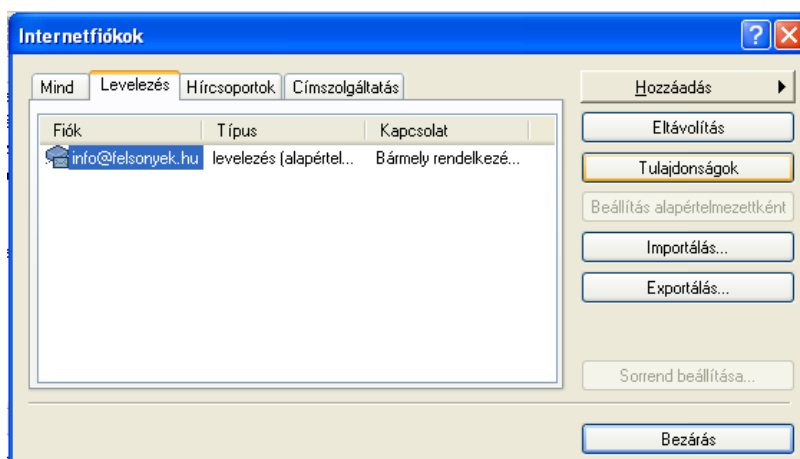 Internetfiókok
Mind Levelezés Hírcsoportok Címszolgáltatás
Fiók Típus Kapcsolat
info@felsonyek.hu levelezés (alapértel... Bármely rendelkezé...
Hozzáadás
Eltávolítás
Tulajdonságok
Beállítás alapértelmezettként
Importálás...
Exportálás...
Sorrend beállítása...
Bezárás